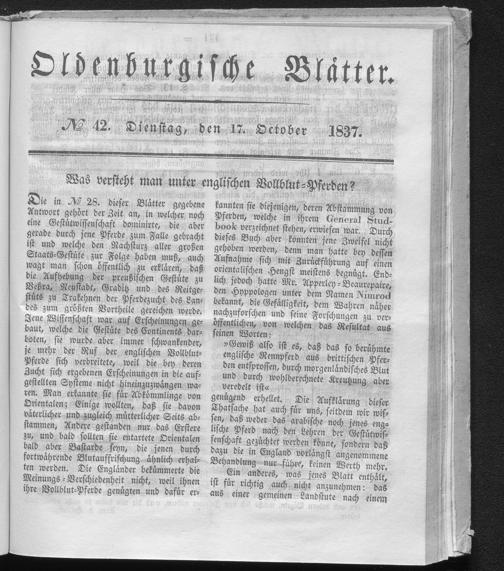 Oldenburgische Blätter.
№ 42. Dienstag, den 17. October 1837.
Was versteht man unter englischen Vollblut-Pferden?
Die in № 28. dieser Blätter gegebene
Antwort gehört der Zeit an, in welcher noch
eine Gestütwissenschaft dominirte, die aber
gerade durch jene Pferde zum Falle gebracht
ist und welche den Nachsturz aller großen
Staats-Gestüte zur Folge haben muß, auch
wagt man schon öffentlich zu erklären, daß
die Aufhebung der preußischen Gestüte zu
Veßra, Neustadt, Gradiß und des Reitge-
stüts zu Trakehnen der Pferdezucht des Lan-
des zum größten Vortheile gereichen werde.
Jene Wissenschaft war auf Erscheinungen ge-
baut, welche die Gestüte des Continents dar-
boten, sie wurde aber immer schwankender,
je mehr der Ruf der englischen Vollblut-
Pferde sich verbreitete, weil die bey deren
Zucht sich ergebenen Erscheinungen in die auf-
gestellten Systeme nicht hineinzuzwängen wa-
ren. Man erkannte sie für Abkömmlinge von
Orientalen; Einige wollten, daß sie davon
väterlicher und zugleich mütterlicher Seits ab-
stammen, Andere gestanden nur das Erstere
zu, und bald sollten sie entartete Orientalen
bald aber Bastarde seyn, die jenen durch
fortwährende Blutauffrischung ähnlich erhal-
ten werden. Die Engländer bekümmerte die
Meinungs-Verschiedenheit nicht, weil ihnen
ihre Vollblut-Pferde genügten und dafür er-
kannten sie diejenigen, deren Abstammung von
Pferden, welche in ihrem General Stud-
book verzeichnet stehen, erwiesen war. Durch
dieses Buch aber konnten jene Zweifel nicht
gehoben werden, denn man hatte bey dessen
Aufnahme sich mit Zurückführung auf einen
orientalischen Hengst meistens begnügt. End-
lich jedoch hatte Mr. Apperley-Beaurepaire,
den Hyppologen unter dem Namen Nimrod
bekannt, die Gefälligkeit, dem Wahren näher
nachzuforschen und seine Forschungen zu ver-
öffentlichen, von welchen das Resultat aus
seinen Worten:
»Gewiß also ist es, daß das so berühmte
englische Rennpferd aus brittischen Pfer-
den entsprossen, durch morgenländisches Blut
und durch wohlberechnete Kreuzung aber
veredelt ist«
genügend erhellet. Die Aufklärung dieser
Thatsache hat auch für uns, seitdem wir wis-
sen, daß weder das arabische noch jenes eng-
lische Pferd nach den Lehren der Gestütwis-
senschaft gezüchtet werden könne, sondern daß
dazu die in England vorlängst angenommene
Behandlung nur führe, keinen Werth mehr.
Ein anderes, was jenes Blatt enthält,
ist für richtig auch nicht anzunehmen: das
aus einer gemeinen Landstute nach einem